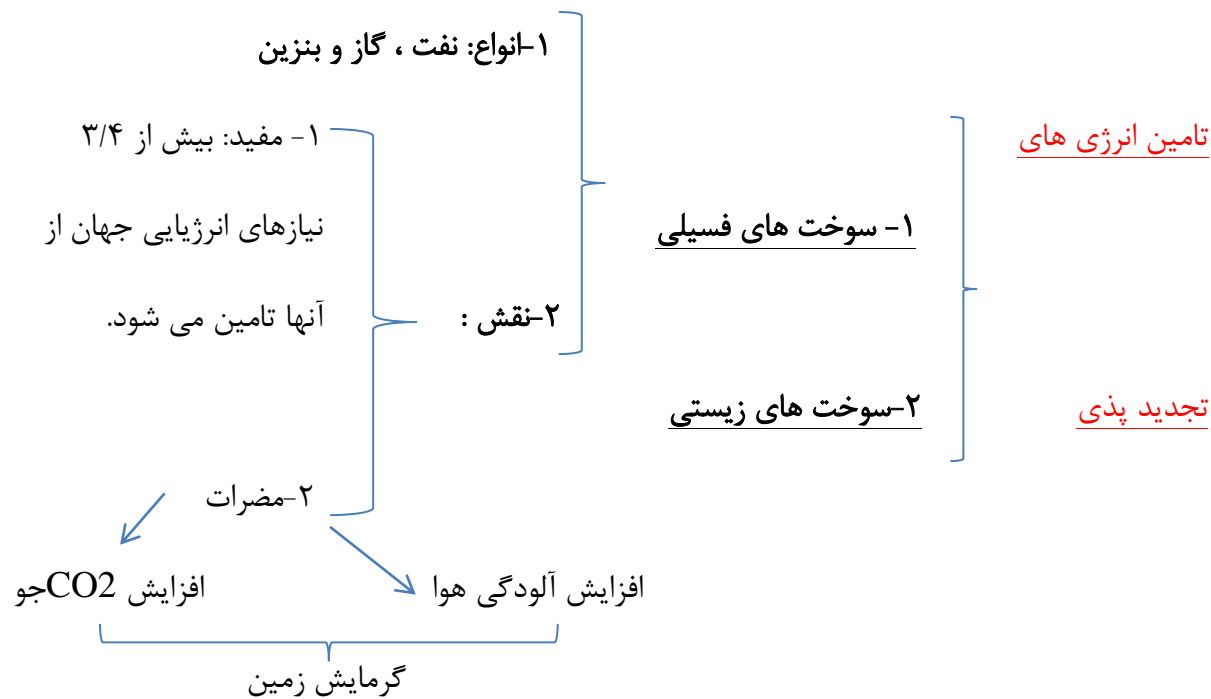 تامین انرژی های
تجدید پذی
۱- سوخت های فسیلی
۱-انواع: نفت ، گاز و بنزین
۲-نقش :
۱- مفید: بیش از ۳/۴
نیازهای انرژیایی جهان از
آنها تامین می شود.
۲-مضرات
افزایش آلودگی هوا
افزایش CO2جو
گرمایش زمین
۲-سوخت های زیستی